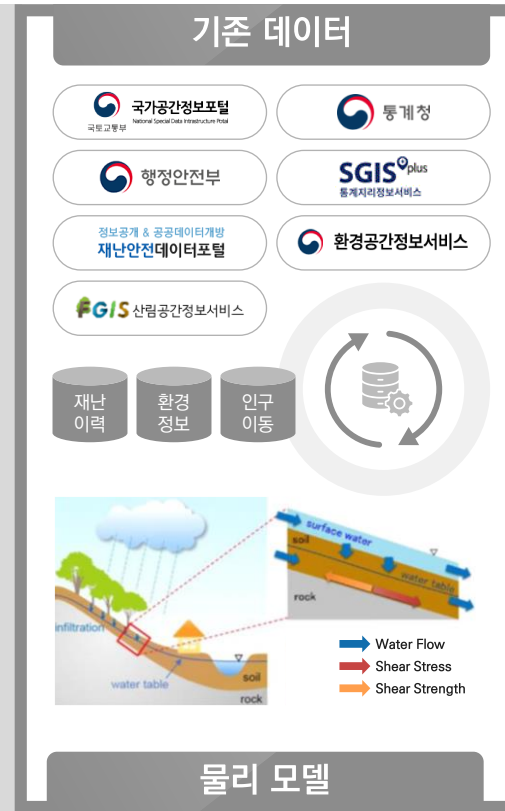 기존 데이터
국토교통부
국가공간정보포털
National Special Data Infrastructure Portal
통계청
행정안전부
SGIS plus
통계지리정보서비스
정보공개 & 공공데이터개방
재난안전데이터포털
환경공간정보서비스
FGIS 산림공간정보서비스
재난
이력
환경
정보
인구
이동
surface water
soil
water table
rock
infiltration
water table
soil
rock
Water Flow
Shear Stress
Shear Strength
물리 모델